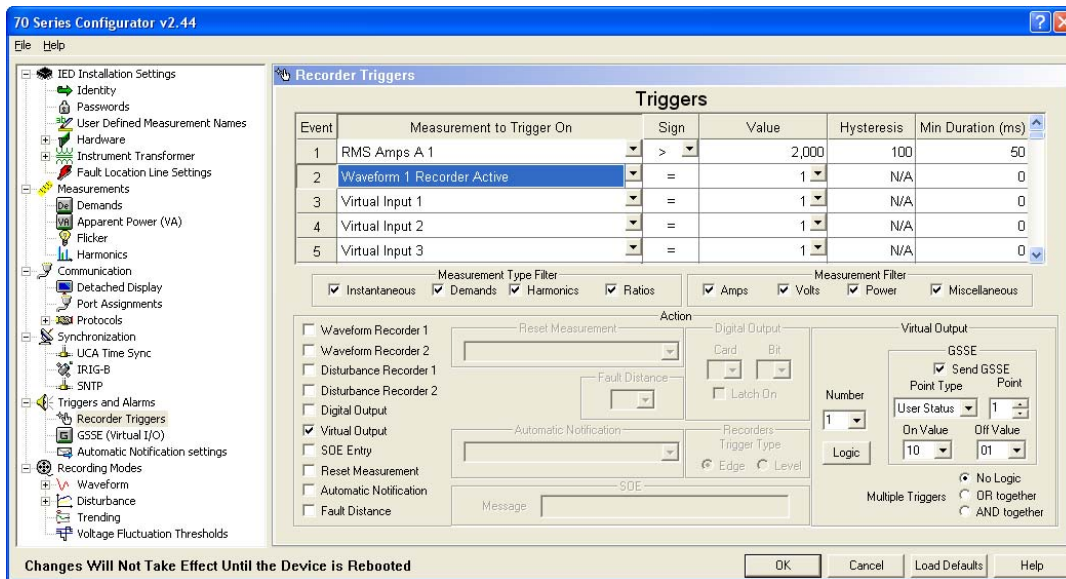 70 Series Configurator v2.44
File Help
IED Installation Settings
Identity
Passwords
User Defined Measurement Names
Hardware
Instrument Transformer
Fault Location Line Settings
Measurements
Demands
Apparent Power (VA)
Flicker
Harmonics
Communication
Detached Display
Port Assignments
Protocols
Synchronization
UCA Time Sync
IRIG-B
SNTP
Triggers and Alarms
Recorder Triggers
GSSE (Virtual I/O)
Automatic Notification settings
Recording Modes
Waveform
Disturbance
Trending
Voltage Fluctuation Thresholds
Recorder Triggers
Triggers
Event Measurement to Trigger On Sign Value Hysteresis Min Duration (ms)
1 RMS Amps A 1 > 2,000 100 50
2 Waveform 1 Recorder Active = 1 N/A 0
3 Virtual Input 1 = 1 N/A 0
4 Virtual Input 2 = 1 N/A 0
5 Virtual Input 3 = 1 N/A 0
Measurement Type Filter
Instantaneous Demands Harmonics Ratios
Measurement Filter
Amps Volts Power Miscellaneous
Action
Waveform Recorder 1
Waveform Recorder 2
Disturbance Recorder 1
Disturbance Recorder 2
Digital Output
Virtual Output
SOE Entry
Reset Measurement
Automatic Notification
Fault Distance
Reset Measurement
Fault Distance
Automatic Notification
SOE
Message
Digital Output
Card Bit
Latch On
Recorders
Trigger Type
Edge Level
Virtual Output
Number
1
Logic
GSSE
Send GSSE
Point Type Point
User Status 1
On Value Off Value
10 01
Multiple Triggers
No Logic
OR together
AND together
Changes Will Not Take Effect Until the Device is Rebooted
OK Cancel Load Defaults Help